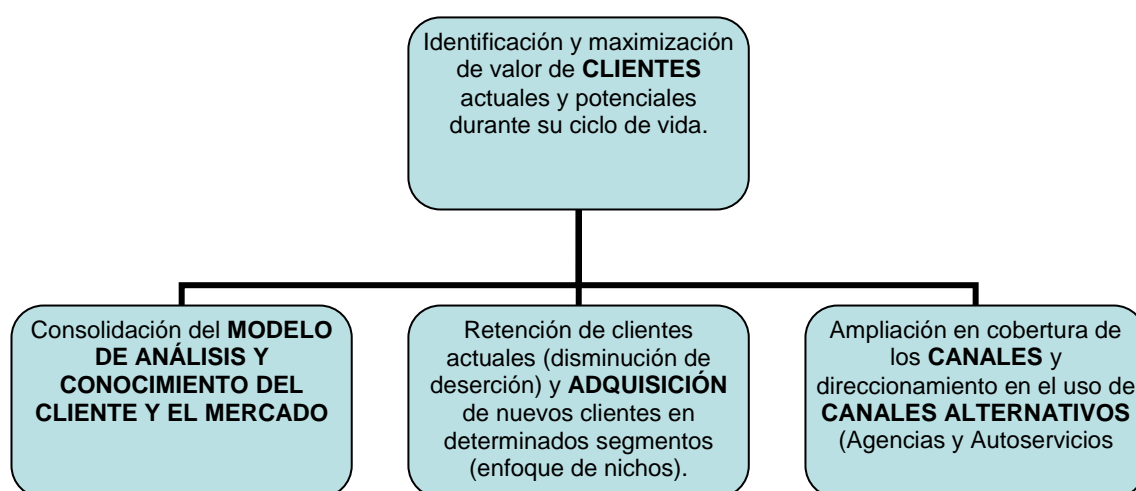 Identificación y maximización
de valor de CLIENTES
actuales y potenciales
durante su ciclo de vida.
Consolidación del MODELO
DE ANÁLISIS Y
CONOCIMIENTO DEL
CLIENTE Y EL MERCADO
Retención de clientes
actuales (disminución de
deserción) y ADQUISICIÓN
de nuevos clientes en
determinados segmentos
(enfoque de nichos).
Ampliación en cobertura de
los CANALES y
direccionamiento en el uso de
CANALES ALTERNATIVOS
(Agencias y Autoservicios